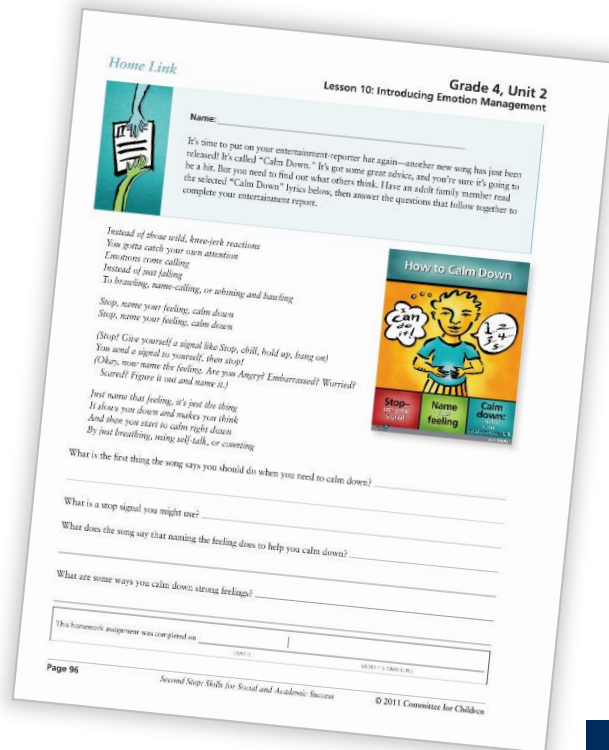 Home Link
Grade 4, Unit 2
Lesson 10: Introducing Emotion Management
Name:
It's time to put on your entertainment-reporter hat again—another new song has just been
released! It's called "Calm Down." It's got some great advice, and you're sure it's going to
be a hit. But you need to find out what others think. Have an adult family member read
the selected "Calm Down" lyrics below, then answer the questions that follow together to
complete your entertainment report.
Instead of those wild, knee-jerk reactions
You gotta catch your own attention
Emotions come calling
Instead of just falling
To brawling, name-calling, or whining and bawling
Stop, name your feeling, calm down
Stop, name your feeling, calm down
(Stop! Give yourself a signal like Stop, chill, hold up, hang on)
You send a signal to yourself, then stop!
(Okay, now name the feeling. Are you Angry? Embarrassed? Worried?
Scared? Figure it out and name it.)
Just name that feeling, it's just the thing
It slows you down and makes you think
And then you start to calm right down
By just breathing, using self-talk, or counting
How to Calm Down
I can do it!
1 2 3 4 5
Stop–
use your signal
Name
your
feeling
Calm
down:
What is the first thing the song says you should do when you need to calm down?
What is a stop signal you might use?
What does the song say that naming the feeling does to help you calm down?
What are some ways you calm down strong feelings?
This homework assignment was completed on
Page 96
Second Step: Skills for Social and Academic Success
© 2011 Committee for Children